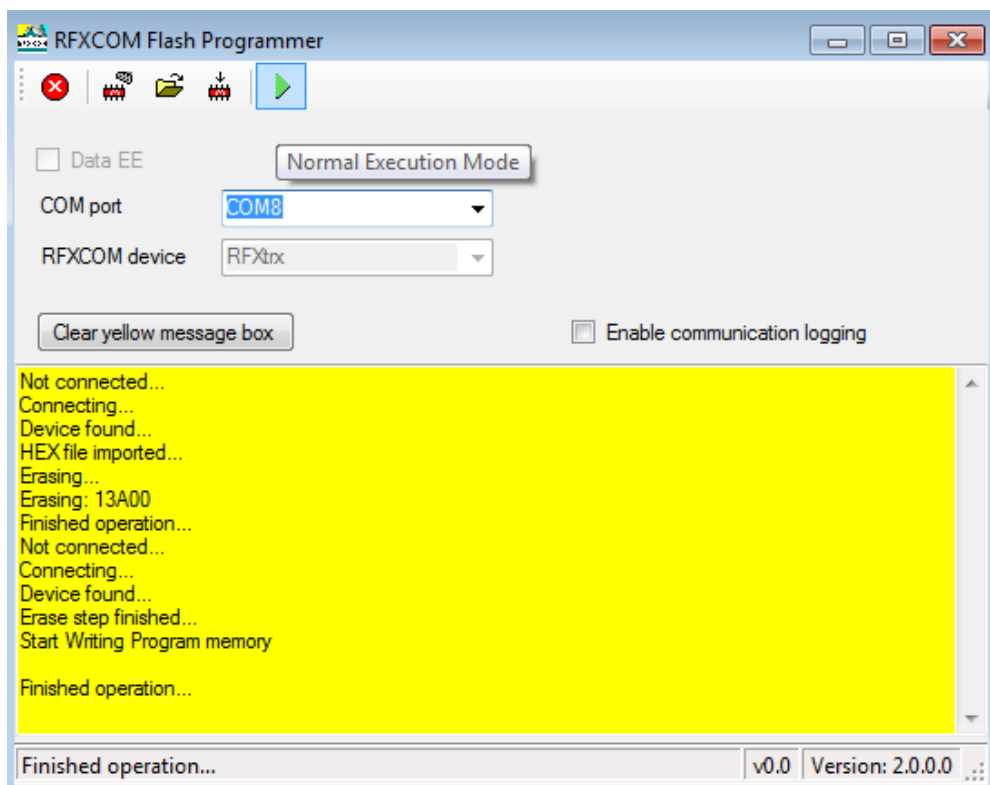 RFXCOM Flash Programmer
Data EE
Normal Execution Mode
COM port
COM8
RFXCOM device
RFXtrx
Clear yellow message box
Enable communication logging
Not connected...
Connecting...
Device found...
HEX file imported...
Erasing...
Erasing: 13A00
Finished operation...
Not connected...
Connecting...
Device found...
Erase step finished...
Start Writing Program memory
Finished operation...
Finished operation...
v0.0
Version: 2.0.0.0